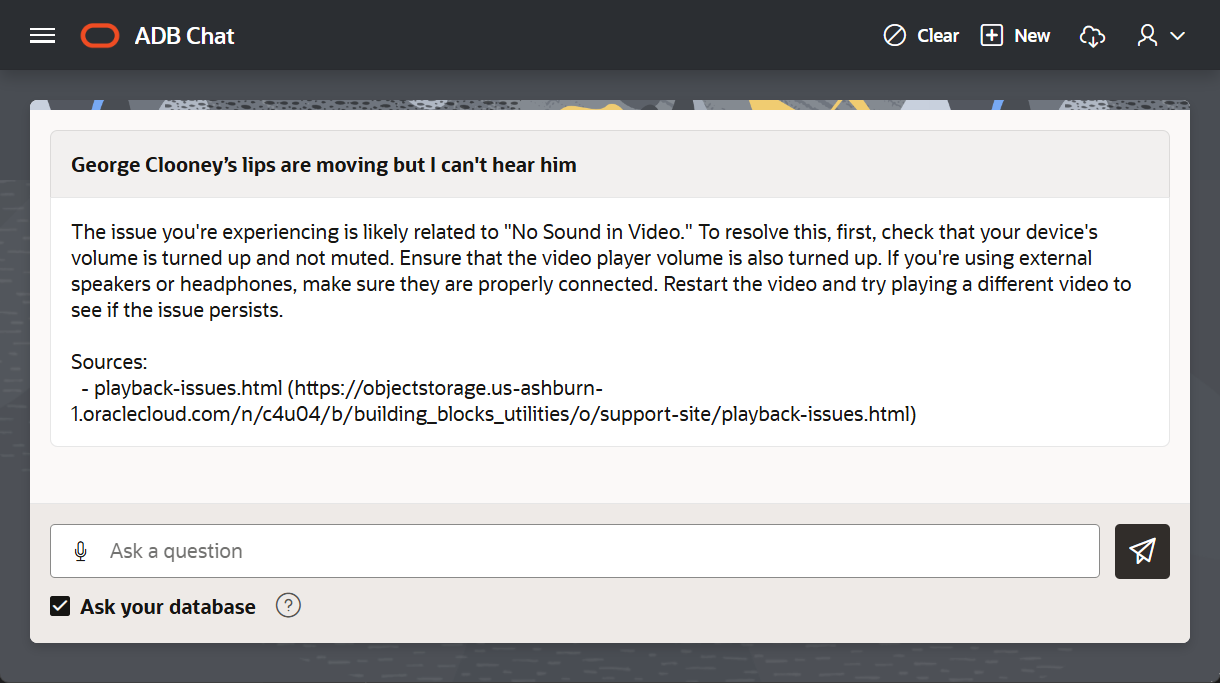 ADB Chat
Clear
New
George Clooney’s lips are moving but I can't hear him
The issue you're experiencing is likely related to "No Sound in Video." To resolve this, first, check that your device's
volume is turned up and not muted. Ensure that the video player volume is also turned up. If you're using external
speakers or headphones, make sure they are properly connected. Restart the video and try playing a different video to
see if the issue persists.
Sources:
- playback-issues.html (https://objectstorage.us-ashburn-
1.oraclecloud.com/n/c4u04/b/building_blocks_utilities/o/support-site/playback-issues.html)
Ask a question
Ask your database
?